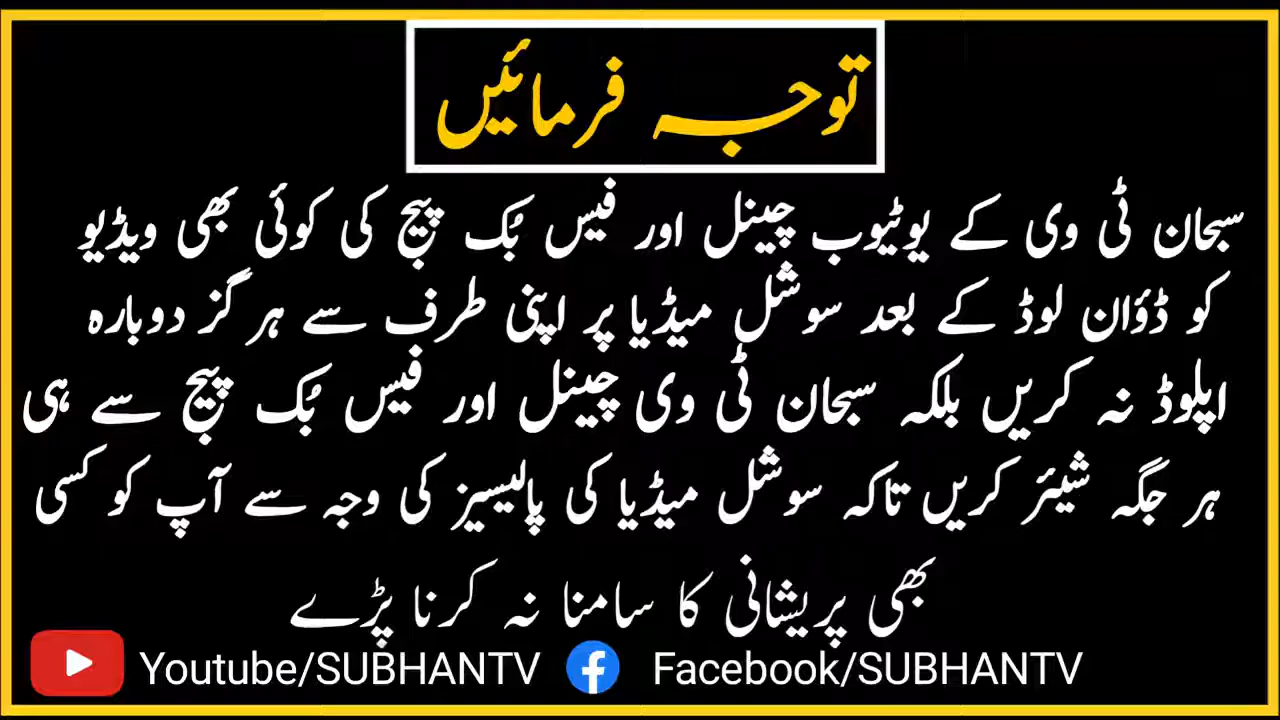 توجہ فرمائیں
سبحان ٹی وی کے یوٹیوب چینل اور فیس بُک پیج کی کوئی بھی ویڈیو
کو ڈؤان لوڈ کے بعد سوشل میڈیا پر اپنی طرف سے ہرگز دوبارہ
اپلوڈ نہ کریں بلکہ سبحان ٹی وی چینل اور فیس بُک پیج سے ہی
ہر جگہ شیئر کریں تاکہ سوشل میڈیا کی پالیسیز کی وجہ سے آپ کو کسی
بھی پریشانی کا سامنا نہ کرنا پڑے
Youtube/SUBHANTV Facebook/SUBHANTV